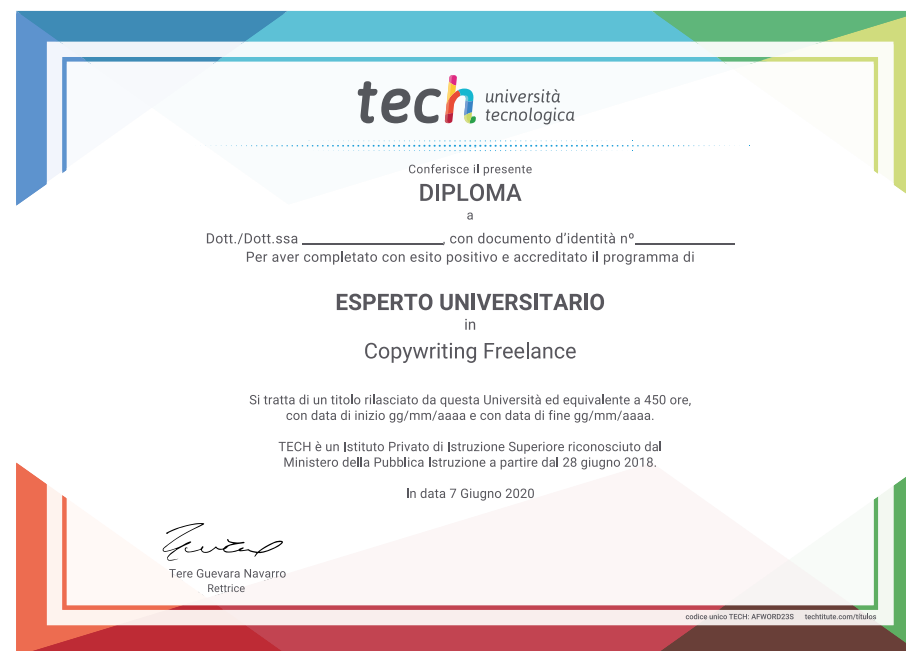 tech università
tecnologica
Conferisce il presente
DIPLOMA
a
Dott./Dott.ssa ____________________, con documento d'identità nº______________
Per aver completato con esito positivo e accreditato il programma di
ESPERTO UNIVERSITARIO
in
Copywriting Freelance
Si tratta di un titolo rilasciato da questa Università ed equivalente a 450 ore,
con data di inizio gg/mm/aaaa e con data di fine gg/mm/aaaa.
TECH è un Istituto Privato di Istruzione Superiore riconosciuto dal
Ministero della Pubblica Istruzione a partire dal 28 giugno 2018.
In data 7 Giugno 2020
Tere Guevara Navarro
Rettrice
codice unico TECH: AFWORD23S techtitute.com/titulos